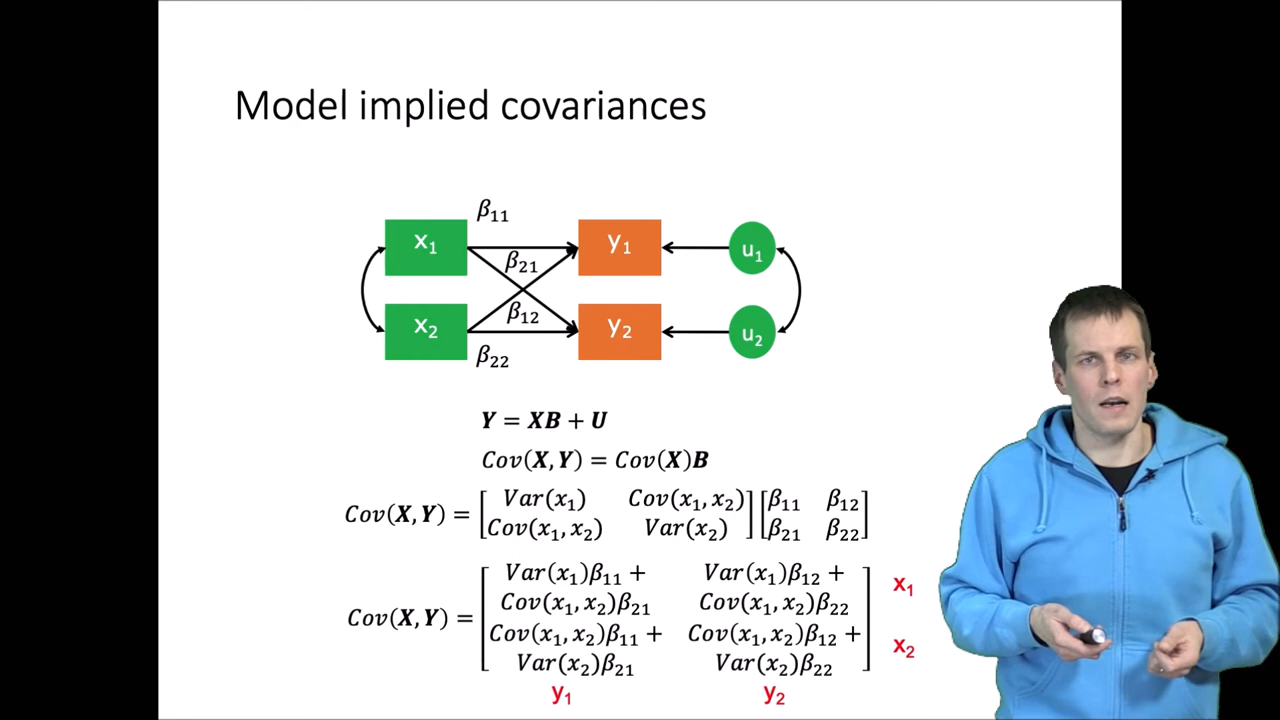 Model implied covariances
β₁₁
x₁ y₁ u₁
β₂₁
x₂ y₂ u₂
β₁₂
β₂₂
Y = XB + U
Cov(X, Y) = Cov(X)B
Cov(X, Y) = [Var(x₁) Cov(x₁, x₂)] [β₁₁ β₁₂]
[Cov(x₁, x₂) Var(x₂)] [β₂₁ β₂₂]
Var(x₁)β₁₁ + Var(x₁)β₁₂ + x₁
Cov(x₁, x₂)β₂₁ Cov(x₁, x₂)β₂₂
Cov(X, Y) =
Cov(x₁, x₂)β₁₁ + Cov(x₁, x₂)β₁₂ + x₂
Var(x₂)β₂₁ Var(x₂)β₂₂
y₁ y₂